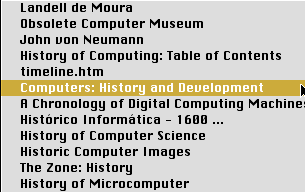 Landell de Moura
Obsolete Computer Museum
John von Neumann
History of Computing: Table of Contents
timeline.htm
Computers: History and Development
A Chronology of Digital Computing Machines
Histórico Informática - 1600 ...
History of Computer Science
Historic Computer Images
The Zone: History
History of Microcomputer